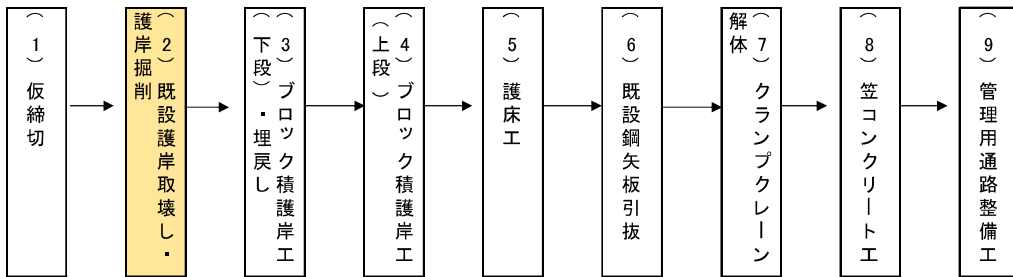 （１）仮締切
（２）既設護岸取壊し・
護岸掘削
（３）ブロック積護岸工
（下段）・埋戻し
（４）ブロック積護岸工
（上段）
（５）護床工
（６）既設鋼矢板引抜
（７）クランプクレーン
解体
（８）笠コンクリート工
（９）管理用通路整備工